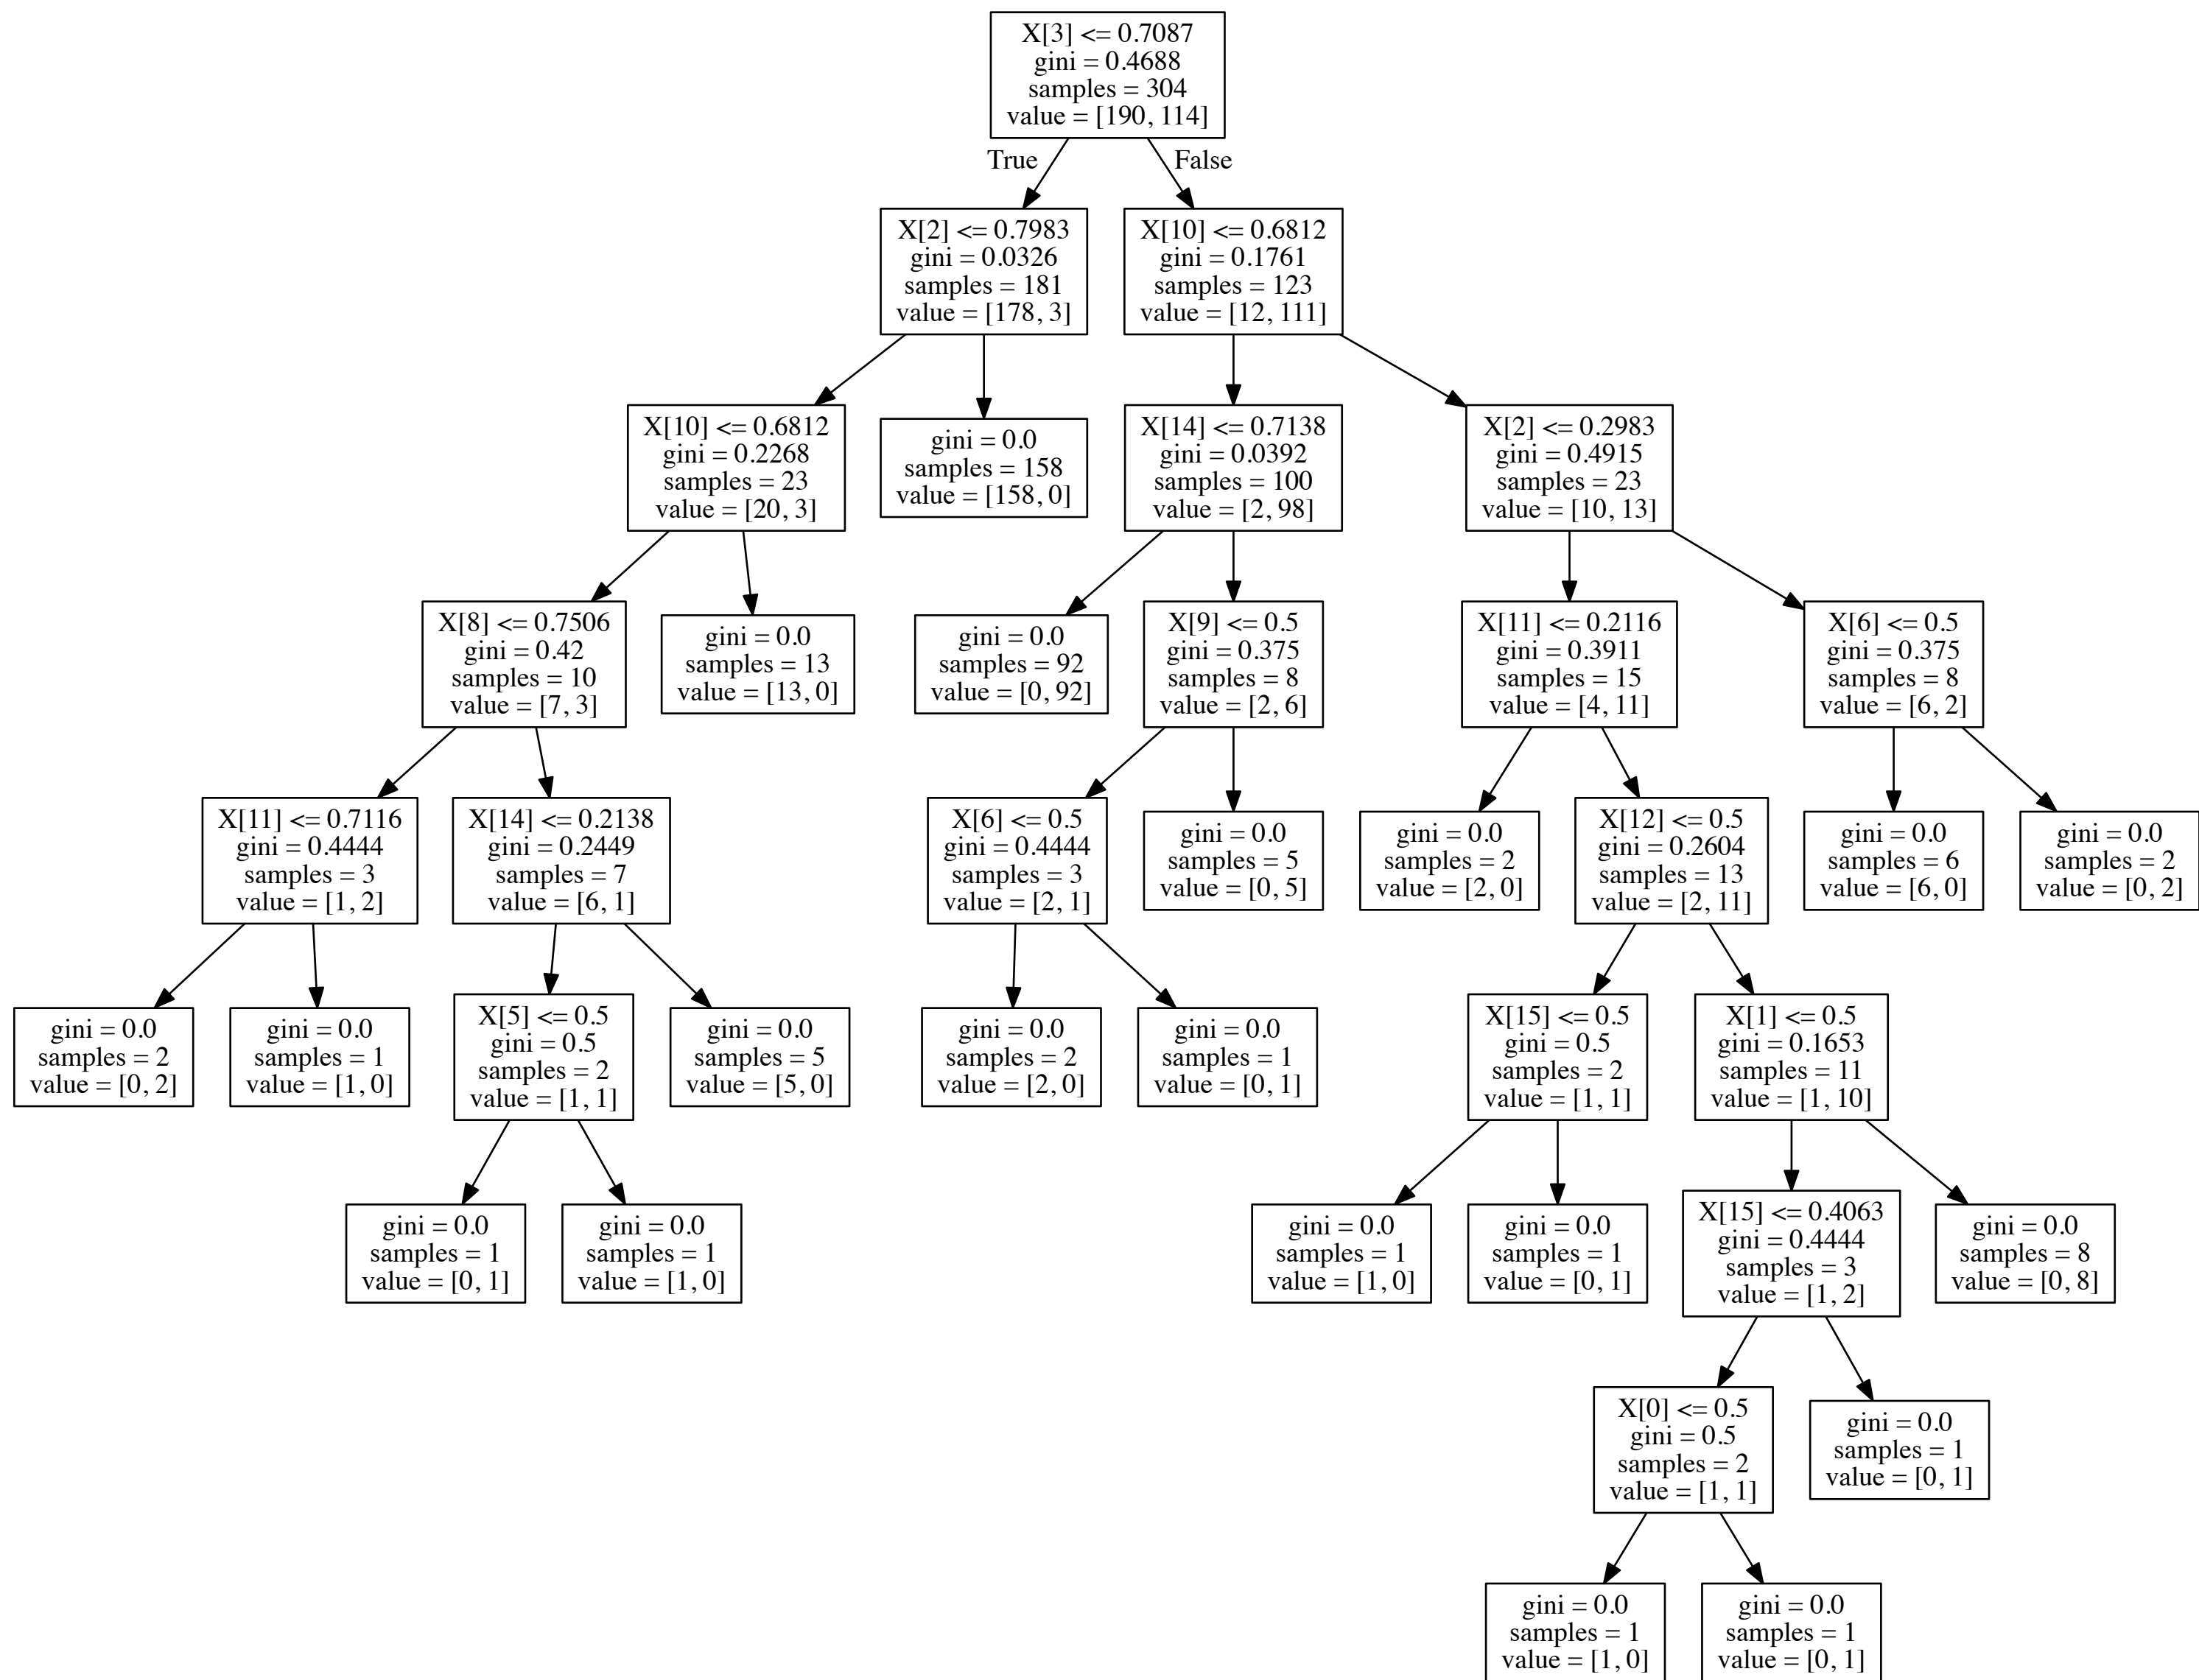 X[3] <= 0.7087
gini = 0.4688
samples = 304
value = [190, 114]
True
False
X[2] <= 0.7983
gini = 0.0326
samples = 181
value = [178, 3]
X[10] <= 0.6812
gini = 0.1761
samples = 123
value = [12, 111]
X[10] <= 0.6812
gini = 0.2268
samples = 23
value = [20, 3]
gini = 0.0
samples = 158
value = [158, 0]
X[14] <= 0.7138
gini = 0.0392
samples = 100
value = [2, 98]
X[2] <= 0.2983
gini = 0.4915
samples = 23
value = [10, 13]
X[8] <= 0.7506
gini = 0.42
samples = 10
value = [7, 3]
gini = 0.0
samples = 13
value = [13, 0]
gini = 0.0
samples = 92
value = [0, 92]
X[9] <= 0.5
gini = 0.375
samples = 8
value = [2, 6]
X[11] <= 0.2116
gini = 0.3911
samples = 15
value = [4, 11]
X[6] <= 0.5
gini = 0.375
samples = 8
value = [6, 2]
X[11] <= 0.7116
gini = 0.4444
samples = 3
value = [1, 2]
X[14] <= 0.2138
gini = 0.2449
samples = 7
value = [6, 1]
X[6] <= 0.5
gini = 0.4444
samples = 3
value = [2, 1]
gini = 0.0
samples = 5
value = [0, 5]
gini = 0.0
samples = 2
value = [2, 0]
X[12] <= 0.5
gini = 0.2604
samples = 13
value = [2, 11]
gini = 0.0
samples = 6
value = [6, 0]
gini = 0.0
samples = 2
value = [0, 2]
gini = 0.0
samples = 2
value = [0, 2]
gini = 0.0
samples = 1
value = [1, 0]
X[5] <= 0.5
gini = 0.5
samples = 2
value = [1, 1]
gini = 0.0
samples = 5
value = [5, 0]
gini = 0.0
samples = 2
value = [2, 0]
gini = 0.0
samples = 1
value = [0, 1]
X[15] <= 0.5
gini = 0.5
samples = 2
value = [1, 1]
X[1] <= 0.5
gini = 0.1653
samples = 11
value = [1, 10]
gini = 0.0
samples = 1
value = [0, 1]
gini = 0.0
samples = 1
value = [1, 0]
gini = 0.0
samples = 1
value = [1, 0]
gini = 0.0
samples = 1
value = [0, 1]
X[15] <= 0.4063
gini = 0.4444
samples = 3
value = [1, 2]
gini = 0.0
samples = 8
value = [0, 8]
X[0] <= 0.5
gini = 0.5
samples = 2
value = [1, 1]
gini = 0.0
samples = 1
value = [0, 1]
gini = 0.0
samples = 1
value = [1, 0]
gini = 0.0
samples = 1
value = [0, 1]